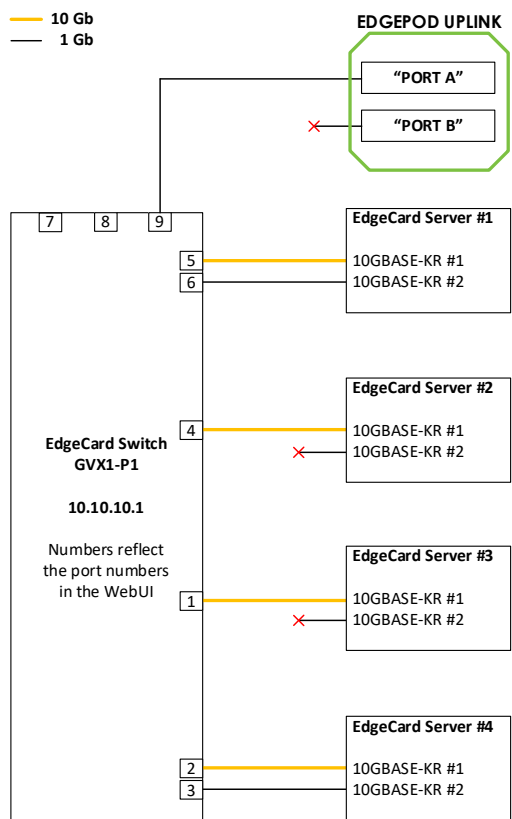 10 Gb
1 Gb
EDGEPOD UPLINK
“PORT A”
“PORT B”
7
8
9
5
6
4
1
2
3
EdgeCard Switch
GVX1-P1
10.10.10.1
Numbers reflect
the port numbers
in the WebUI
EdgeCard Server #1
10GBASE-KR #1
10GBASE-KR #2
EdgeCard Server #2
10GBASE-KR #1
10GBASE-KR #2
EdgeCard Server #3
10GBASE-KR #1
10GBASE-KR #2
EdgeCard Server #4
10GBASE-KR #1
10GBASE-KR #2